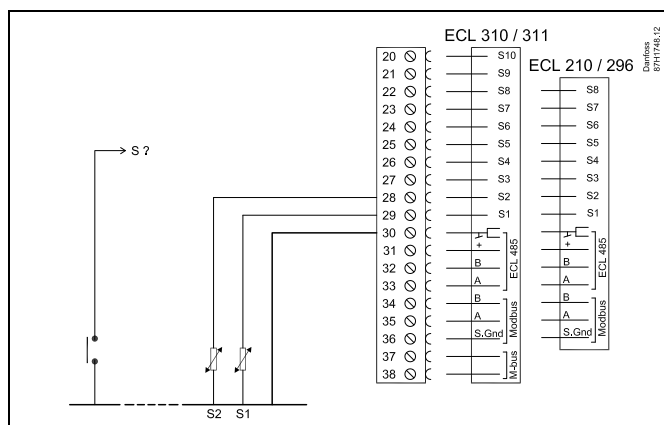 ECL 310 / 311
Danfoss
87H1748.12
ECL 210 / 296
20 S10
21 S9
22 S8 S8
23 S7 S7
24 S6 S6
25 S5 S5
26 S4 S4
27 S3 S3
28 S2 S2
29 S1 S1
30
31 + +
32 B B
33 A A
ECL 485 ECL 485
34 B B
35 A A
36 S.Gnd S.Gnd
Modbus Modbus
37
38
M-bus
S ?
S2 S1